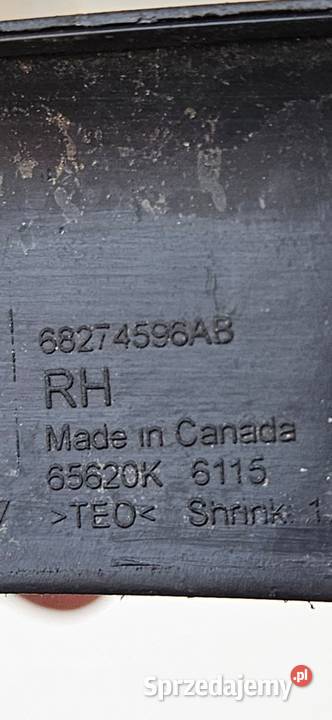 68274596AB
RH
Made in Canada
65620K 6115
>TEO< Shrink: 1
Sprzedajemy.pl